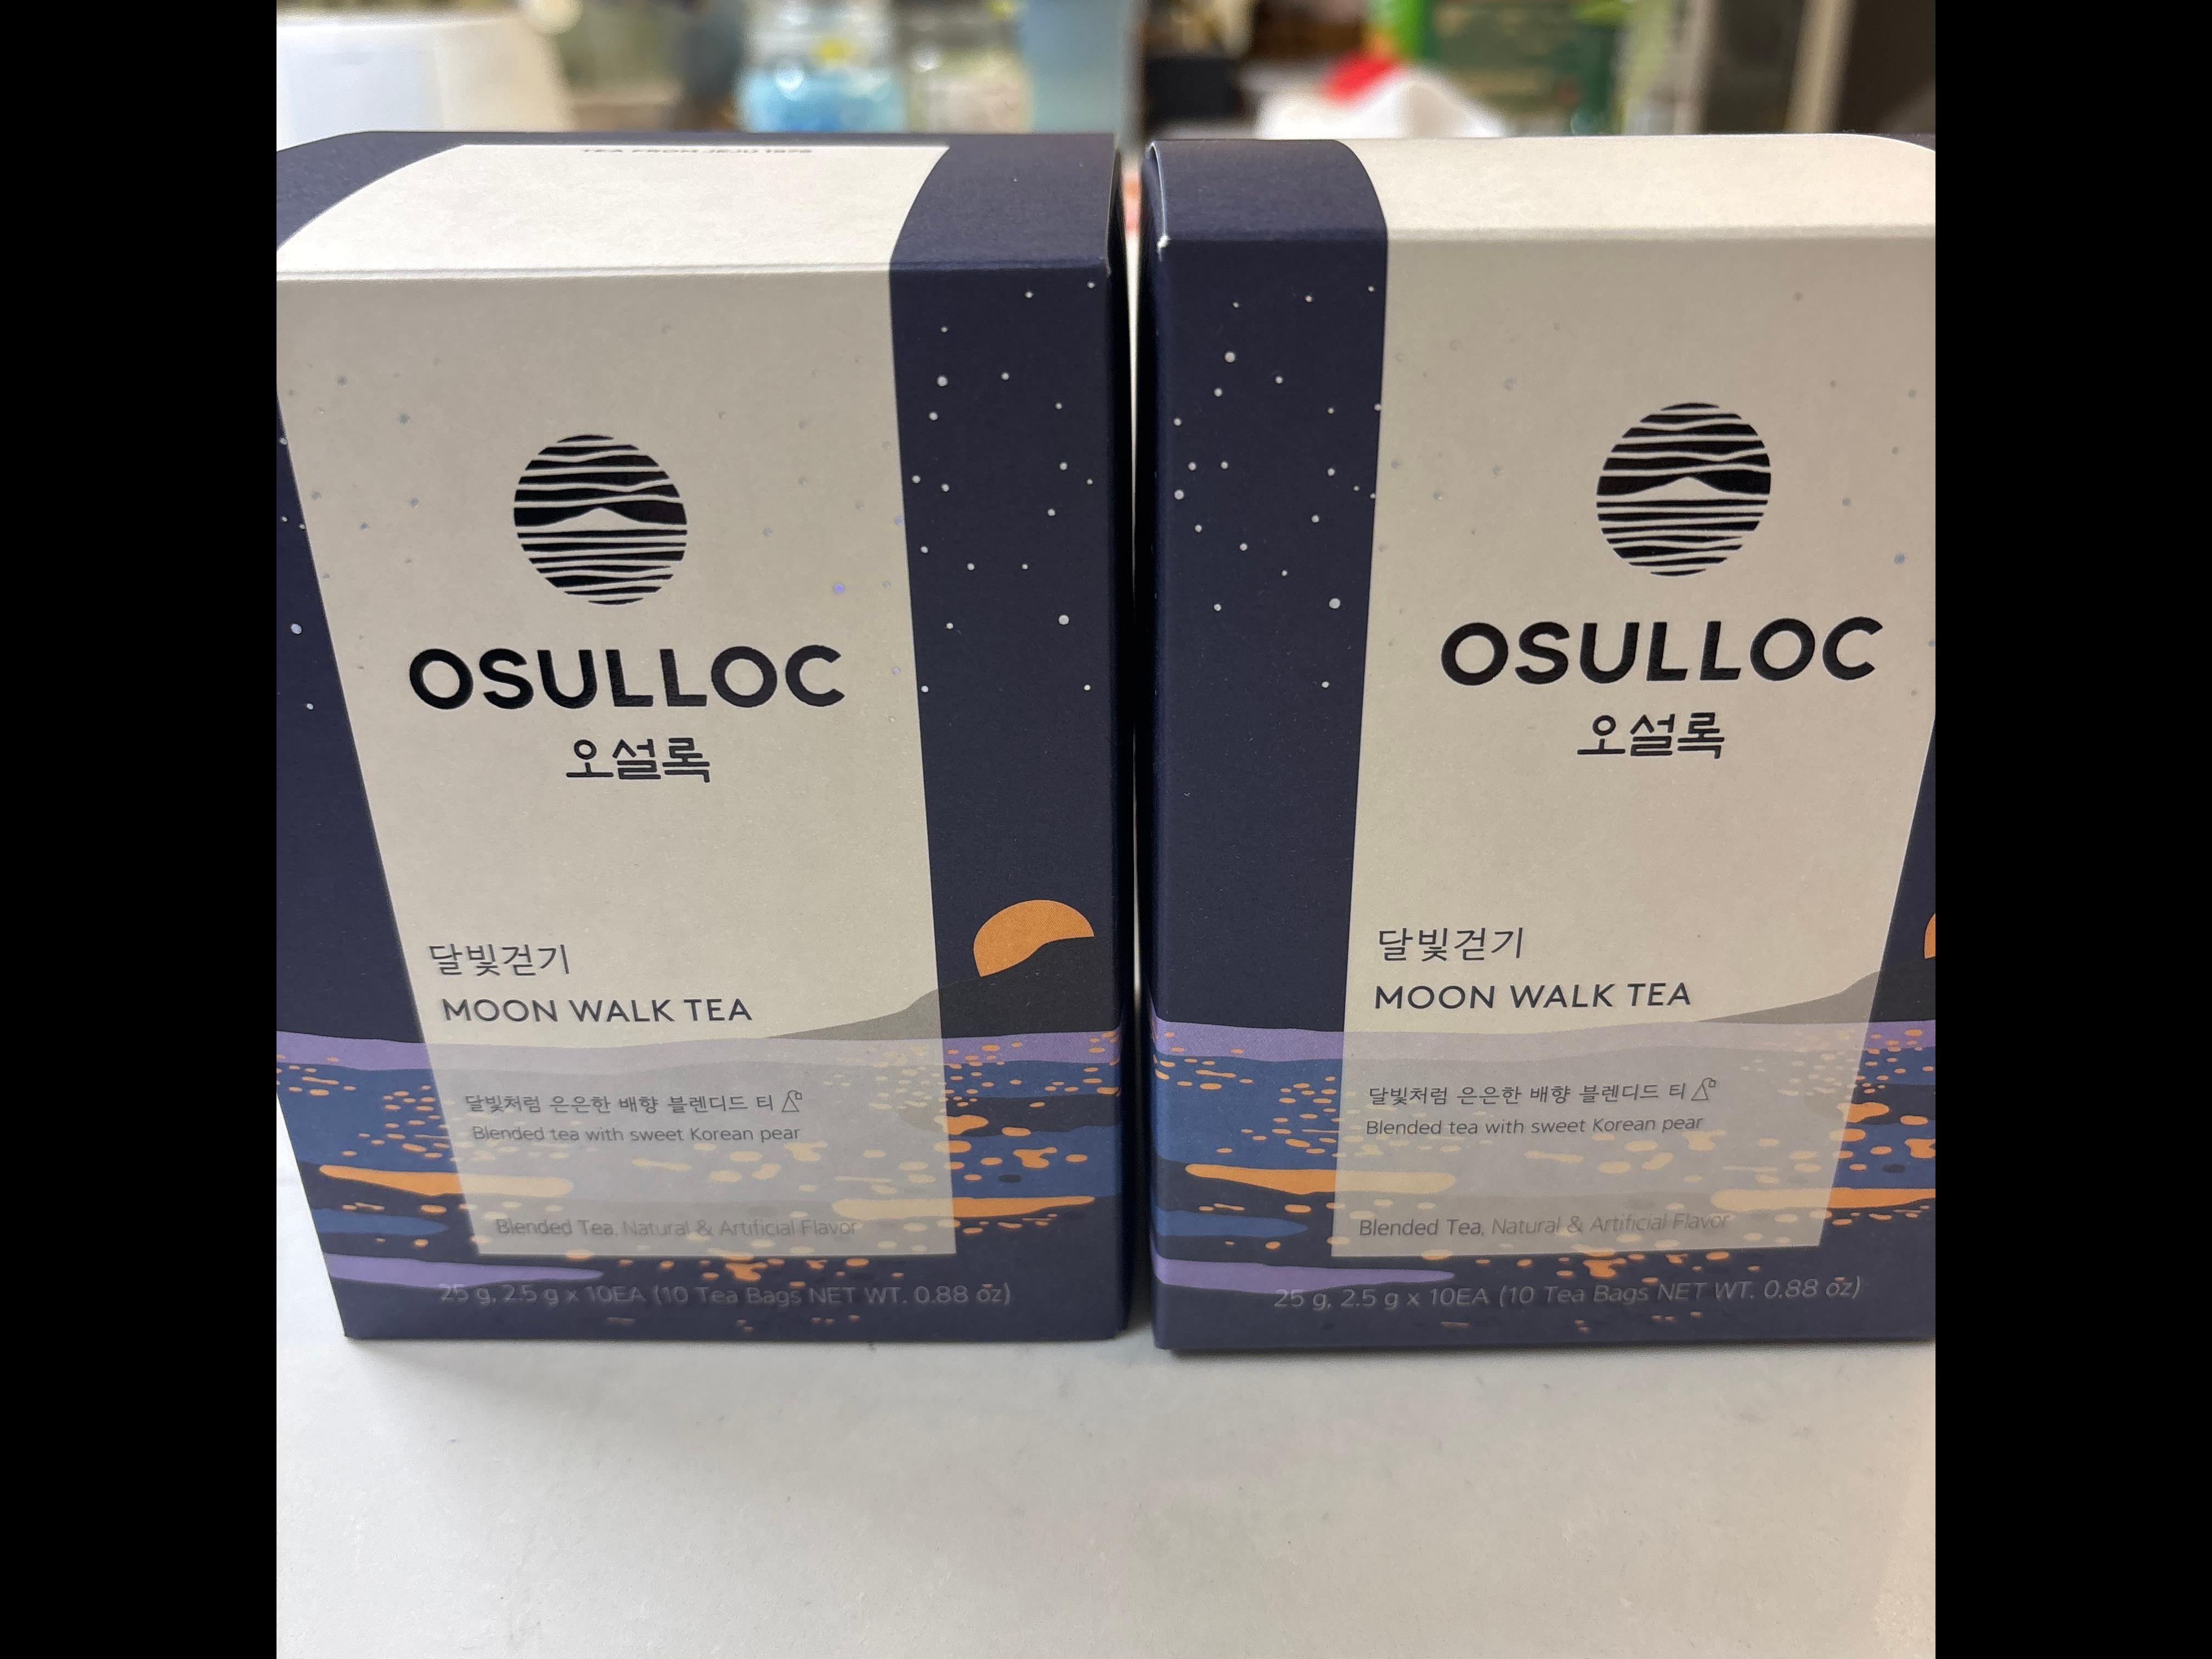 TEA FROM JEJU 1979
OSULLOC
오설록
달빛걷기
MOON WALK TEA
달빛처럼 은은한 배향 블렌디드 티
Blended tea with sweet Korean pear
Blended Tea, Natural & Artificial Flavor
25 g, 2.5 g x 10EA (10 Tea Bags NET WT. 0.88 oz)
OSULLOC
오설록
달빛걷기
MOON WALK TEA
달빛처럼 은은한 배향 블렌디드 티
Blended tea with sweet Korean pear
Blended Tea, Natural & Artificial Flavor
25 g, 2.5 g x 10EA (10 Tea Bags NET WT. 0.88 oz)